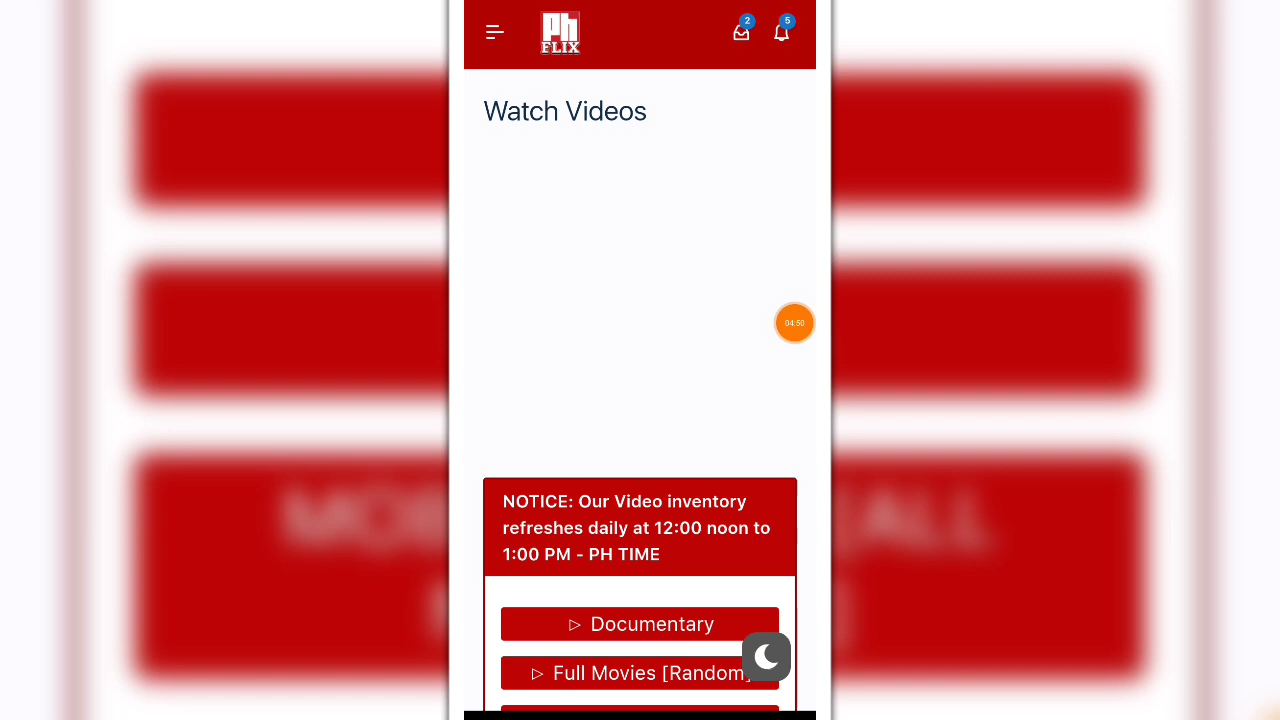 Ph
FLIX
2
5
Watch Videos
04:50
NOTICE: Our Video inventory
refreshes daily at 12:00 noon to
1:00 PM - PH TIME
Documentary
Full Movies [Random]